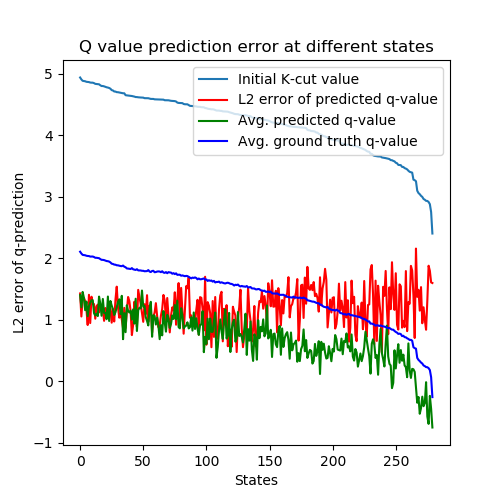 Q value prediction error at different states
Initial K-cut value
L2 error of predicted q-value
Avg. predicted q-value
Avg. ground truth q-value
L2 error of q-prediction
5
4
3
2
1
0
−1
0 50 100 150 200 250
States